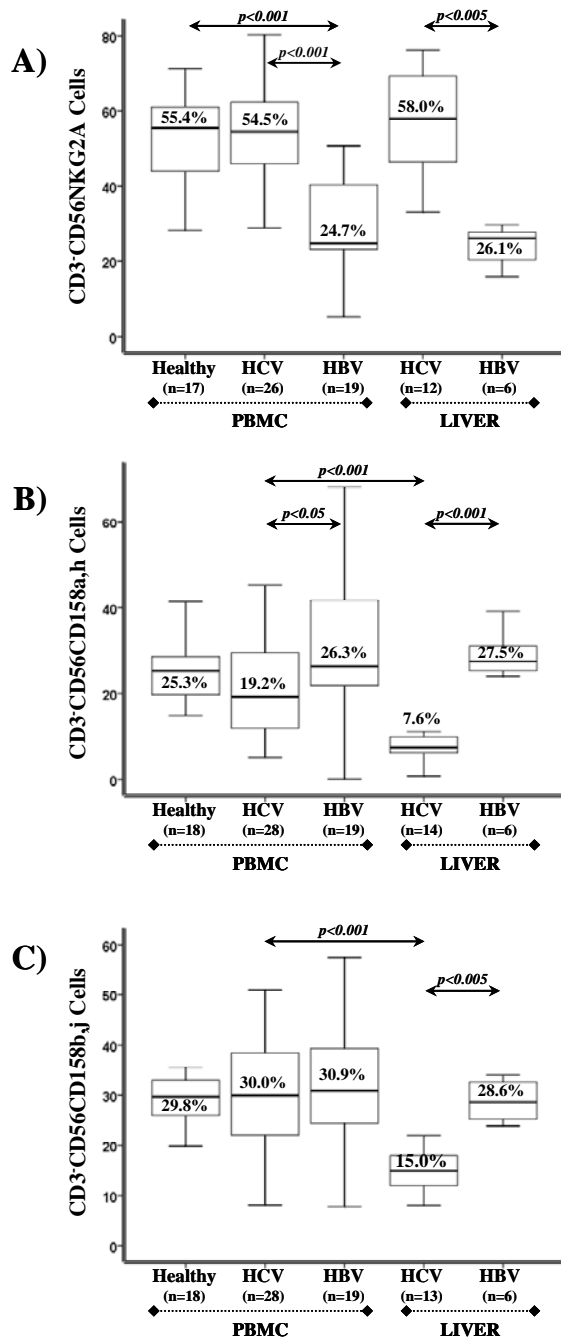 A)
CD3-CD56NKG2A Cells
p<0.001
p<0.005
p<0.001
80
60
40
20
0
55.4%
54.5%
24.7%
58.0%
26.1%
Healthy HCV HBV HCV HBV
(n=17) (n=26) (n=19) (n=12) (n=6)
PBMC LIVER
B)
CD3-CD56CD158a,h Cells
p<0.001
p<0.05
p<0.001
60
40
20
0
25.3%
19.2%
26.3%
7.6%
27.5%
Healthy HCV HBV HCV HBV
(n=18) (n=28) (n=19) (n=14) (n=6)
PBMC LIVER
C)
CD3-CD56CD158b,j Cells
p<0.001
p<0.005
60
50
40
30
20
10
0
29.8%
30.0%
30.9%
15.0%
28.6%
Healthy HCV HBV HCV HBV
(n=18) (n=28) (n=19) (n=13) (n=6)
PBMC LIVER